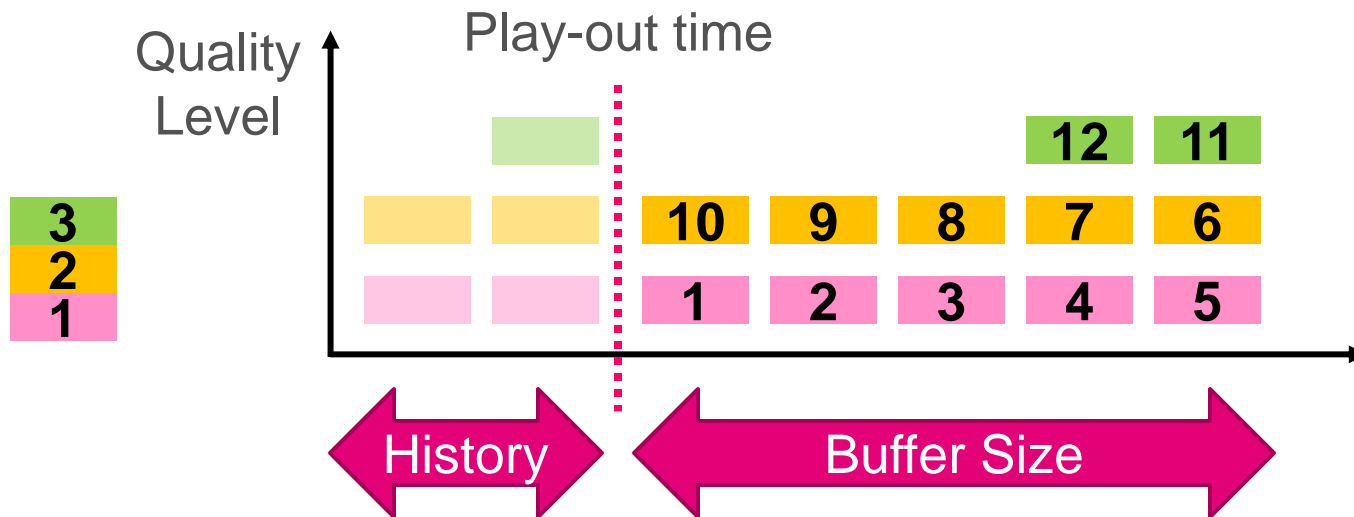 Play-out time
Quality
Level
12 11
3
10 9 8 7 6
2
1
1 2 3 4 5
History
Buffer Size